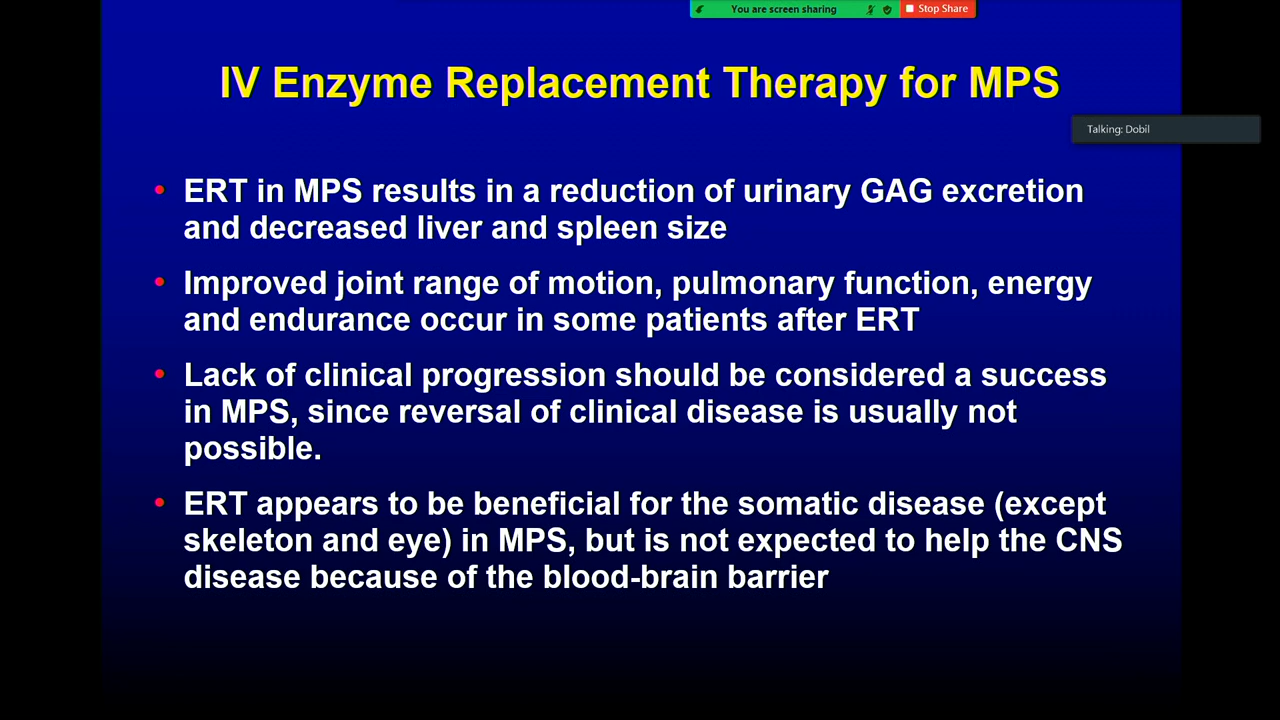 You are screen sharing
Stop Share
IV Enzyme Replacement Therapy for MPS
Talking: Dobil
• ERT in MPS results in a reduction of urinary GAG excretion
and decreased liver and spleen size
• Improved joint range of motion, pulmonary function, energy
and endurance occur in some patients after ERT
• Lack of clinical progression should be considered a success
in MPS, since reversal of clinical disease is usually not
possible.
• ERT appears to be beneficial for the somatic disease (except
skeleton and eye) in MPS, but is not expected to help the CNS
disease because of the blood-brain barrier